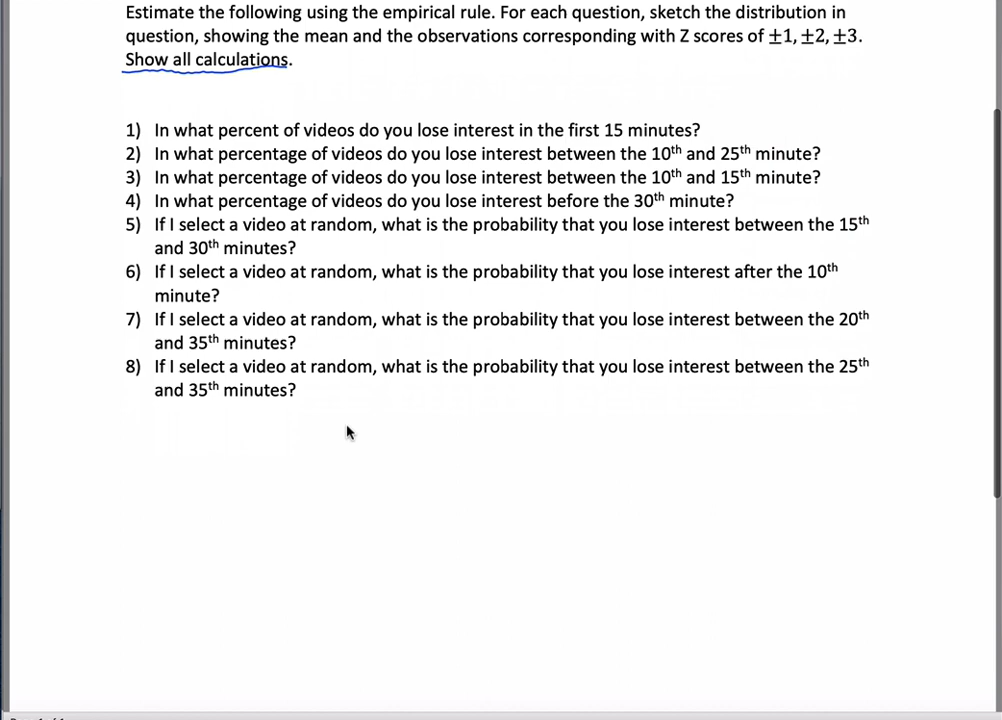 Estimate the following using the empirical rule. For each question, sketch the distribution in
question, showing the mean and the observations corresponding with Z scores of ±1, ±2, ±3.
Show all calculations.
1) In what percent of videos do you lose interest in the first 15 minutes?
2) In what percentage of videos do you lose interest between the 10th and 25th minute?
3) In what percentage of videos do you lose interest between the 10th and 15th minute?
4) In what percentage of videos do you lose interest before the 30th minute?
5) If I select a video at random, what is the probability that you lose interest between the 15th
and 30th minutes?
6) If I select a video at random, what is the probability that you lose interest after the 10th
minute?
7) If I select a video at random, what is the probability that you lose interest between the 20th
and 35th minutes?
8) If I select a video at random, what is the probability that you lose interest between the 25th
and 35th minutes?